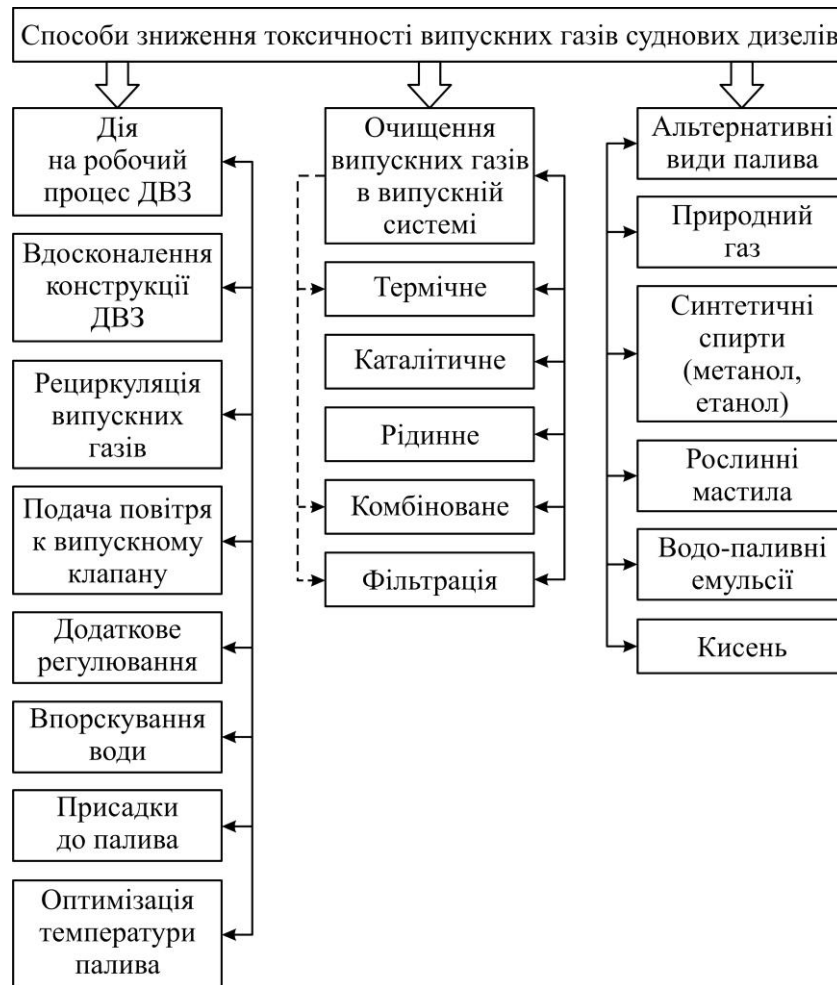 Способи зниження токсичності випускних газів суднових дизелів
Дія
на робочий
процес ДВЗ
Вдосконалення
конструкції
ДВЗ
Рециркуляція
випускних
газів
Подача повітря
к випускному
клапану
Додаткове
регулювання
Впорскування
води
Присадки
до палива
Оптимізація
температури
палива
Очищення
випускних газів
в випускній
системі
Термічне
Каталітичне
Рідинне
Комбіноване
Фільтрація
Альтернативні
види палива
Природний
газ
Синтетичні
спирти
(метанол,
етанол)
Рослинні
мастила
Водо-паливні
емульсії
Кисень